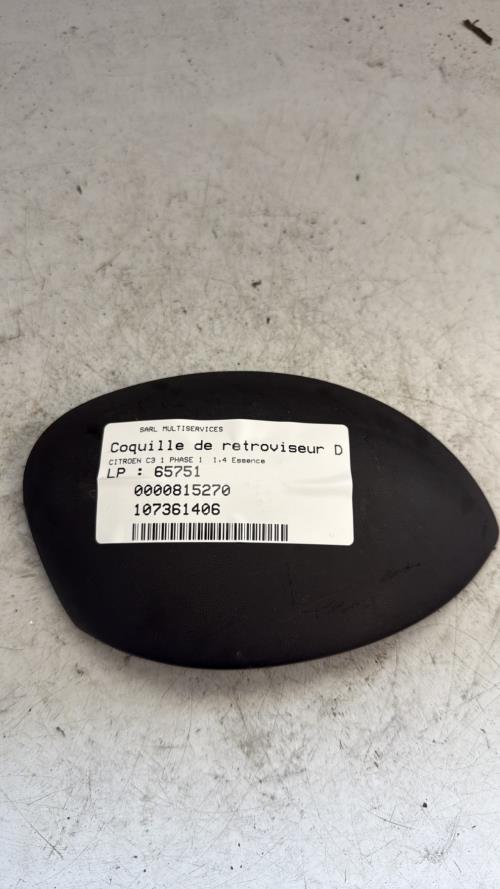 SARL MULTISERVICES
Coquille de retroviseur D
CITROEN C3 1 PHASE 1 1.4 Essence
LP : 65751
0000815270
107361406